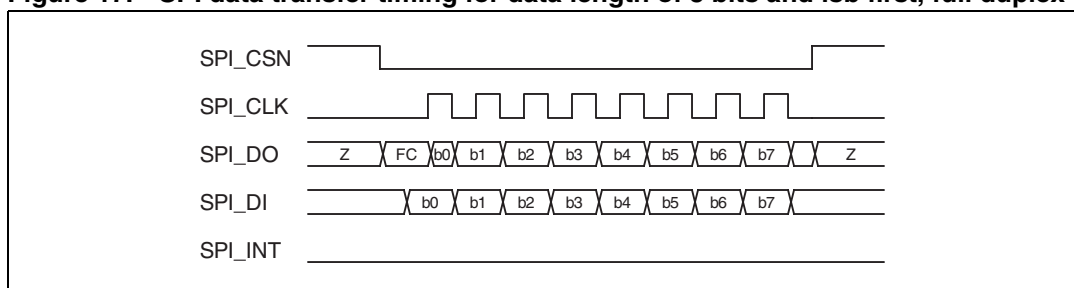 Figure 17. SPI data transfer timing for data length of 8 bits and lsb first, full duplex
SPI_CSN
SPI_CLK
SPI_DO Z FC b0 b1 b2 b3 b4 b5 b6 b7 Z
SPI_DI b0 b1 b2 b3 b4 b5 b6 b7
SPI_INT